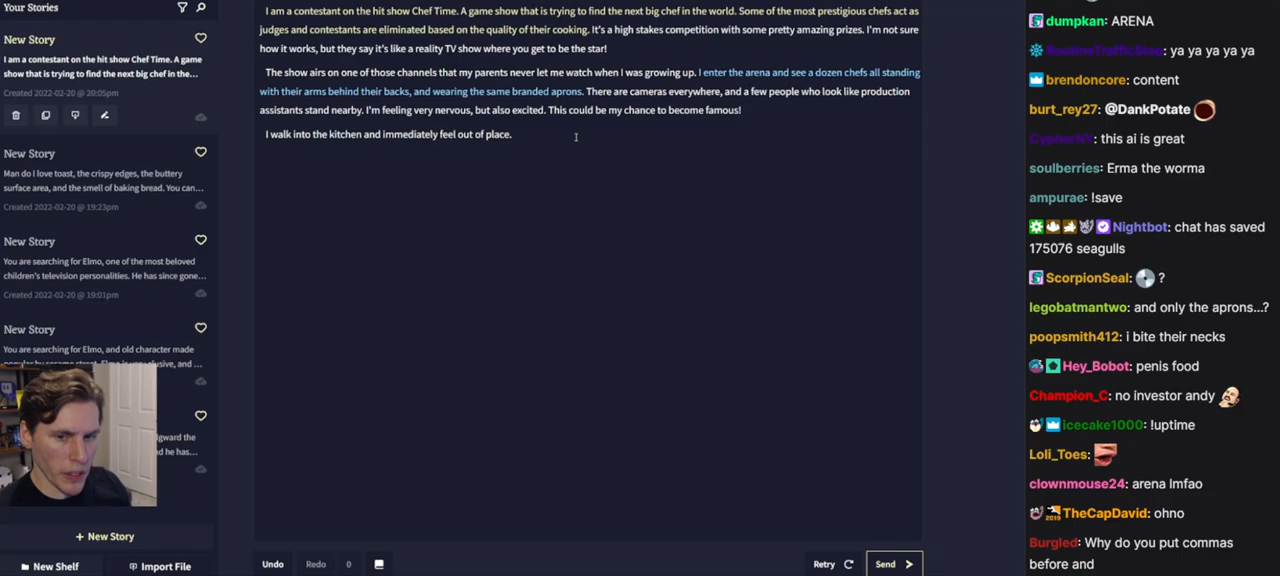 Your Stories
New Story
I am a contestant on the hit show Chef Time. A game
show that is trying to find the next big chef in the...
Created 2022-02-20 @ 20:05pm
New Story
Man do I love toast, the crispy edges, the buttery
surface area, and the smell of baking bread. You can...
Created 2022-02-20 @ 19:23pm
New Story
You are searching for Elmo, one of the most beloved
children's television personalities. He has since gone...
Created 2022-02-20 @ 19:01pm
New Story
You are searching for Elmo, and old character made
+ New Story
New Shelf
Import File
I am a contestant on the hit show Chef Time. A game show that is trying to find the next big chef in the world. Some of the most prestigious chefs act as
judges and contestants are eliminated based on the quality of their cooking. It's a high stakes competition with some pretty amazing prizes. I'm not sure
how it works, but they say it's like a reality TV show where you get to be the star!
The show airs on one of those channels that my parents never let me watch when I was growing up. I enter the arena and see a dozen chefs all standing
with their arms behind their backs, and wearing the same branded aprons. There are cameras everywhere, and a few people who look like production
assistants stand nearby. I'm feeling very nervous, but also excited. This could be my chance to become famous!
I walk into the kitchen and immediately feel out of place.
Undo
Redo
0
Retry
Send
dumpkan: ARENA
RoutineTrafficStop: ya ya ya ya ya
brendoncore: content
burt_rey27: @DankPotate
CypherNY: this ai is great
soulberries: Erma the worma
ampurae: !save
Nightbot: chat has saved
175076 seagulls
ScorpionSeal: ?
legobatmantwo: and only the aprons...?
poopsmith412: i bite their necks
Hey_Bobot: penis food
Champion_C: no investor andy
icecake1000: !uptime
Loli_Toes:
clownmouse24: arena lmfao
TheCapDavid: ohno
Burgled: Why do you put commas
before and